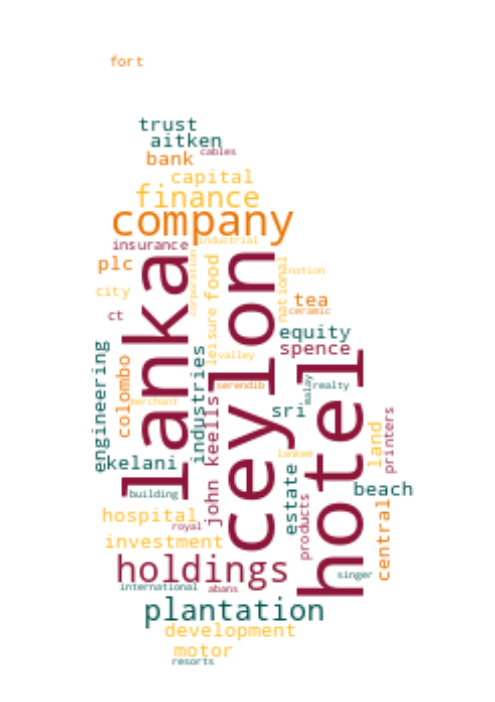 fort
trust
aitken
cables
bank
capital
finance
company
insurance
industrial
plc
lanka
corporation
food
leisure
ceylon
national
nation
city
tea
ceramic
ct
equity
spence
engineering
colombo
industries
valley
hotel
serendib
malay
realty
merchant
keells
john
sri
land
printers
kelani
lankem
building
estate
products
beach
central
hospital
royal
investment
holdings
singer
international
abans
plantation
development
motor
resorts